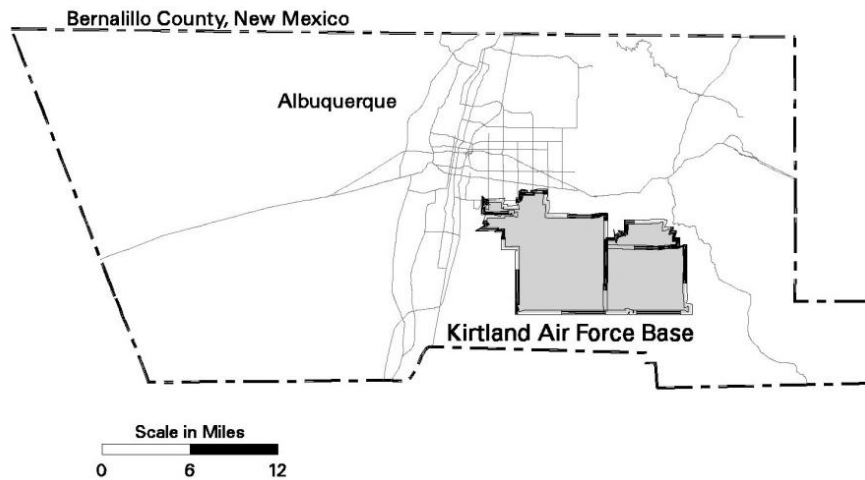 Bernalillo County, New Mexico
Albuquerque
Kirtland Air Force Base
Scale in Miles
0 6 12